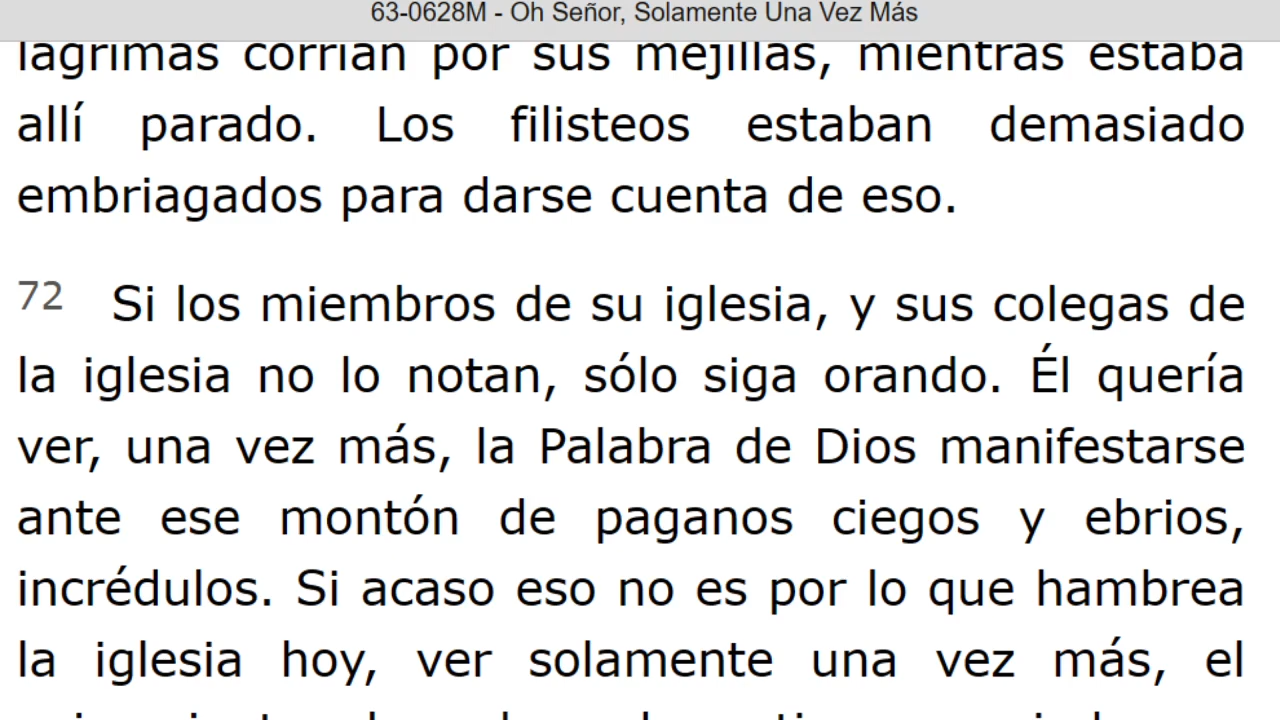 63-0628M - Oh Señor, Solamente Una Vez Más
lágrimas corrían por sus mejillas, mientras estaba
allí parado. Los filisteos estaban demasiado
embriagados para darse cuenta de eso.
72 Si los miembros de su iglesia, y sus colegas de
la iglesia no lo notan, sólo siga orando. Él quería
ver, una vez más, la Palabra de Dios manifestarse
ante ese montón de paganos ciegos y ebrios,
incrédulos. Si acaso eso no es por lo que hambrea
la iglesia hoy, ver solamente una vez más, el